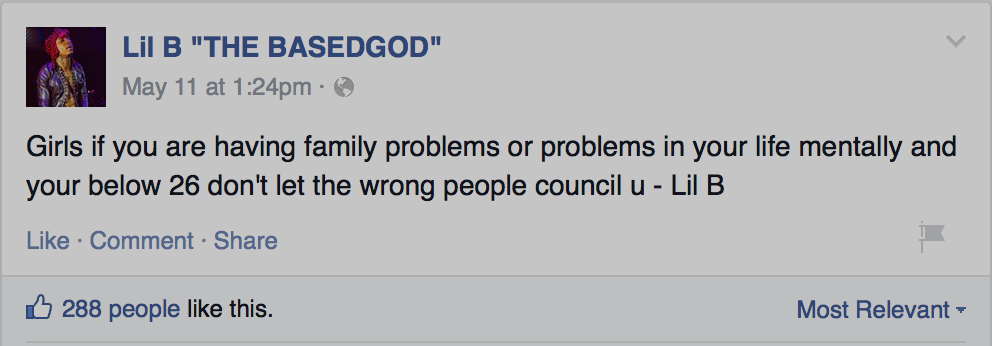 Lil B "THE BASEDGOD"
May 11 at 1:24pm ·
Girls if you are having family problems or problems in your life mentally and
your below 26 don't let the wrong people council u - Lil B
Like · Comment · Share
288 people like this.
Most Relevant